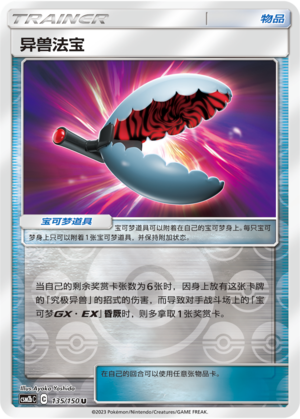 TRAINER
物品
异兽法宝
宝可梦道具
宝可梦道具可以附着在自己的宝可梦身上。每只宝可
梦身上只可以附着1张宝可梦道具，并保持附加状态。
当自己的剩余奖赏卡张数为6张时，因身上放有这张卡牌
的「究极异兽」的招式的伤害，而导致对手战斗场上的「宝
可梦GX・EX」昏厥时，则多拿取1张奖赏卡。
Illus. Ayaka Yoshida
在自己的回合可以使用任意张物品卡。
CSM2b C C 135/150 U
©2023 Pokémon/Nintendo/Creatures/GAME FREAK.